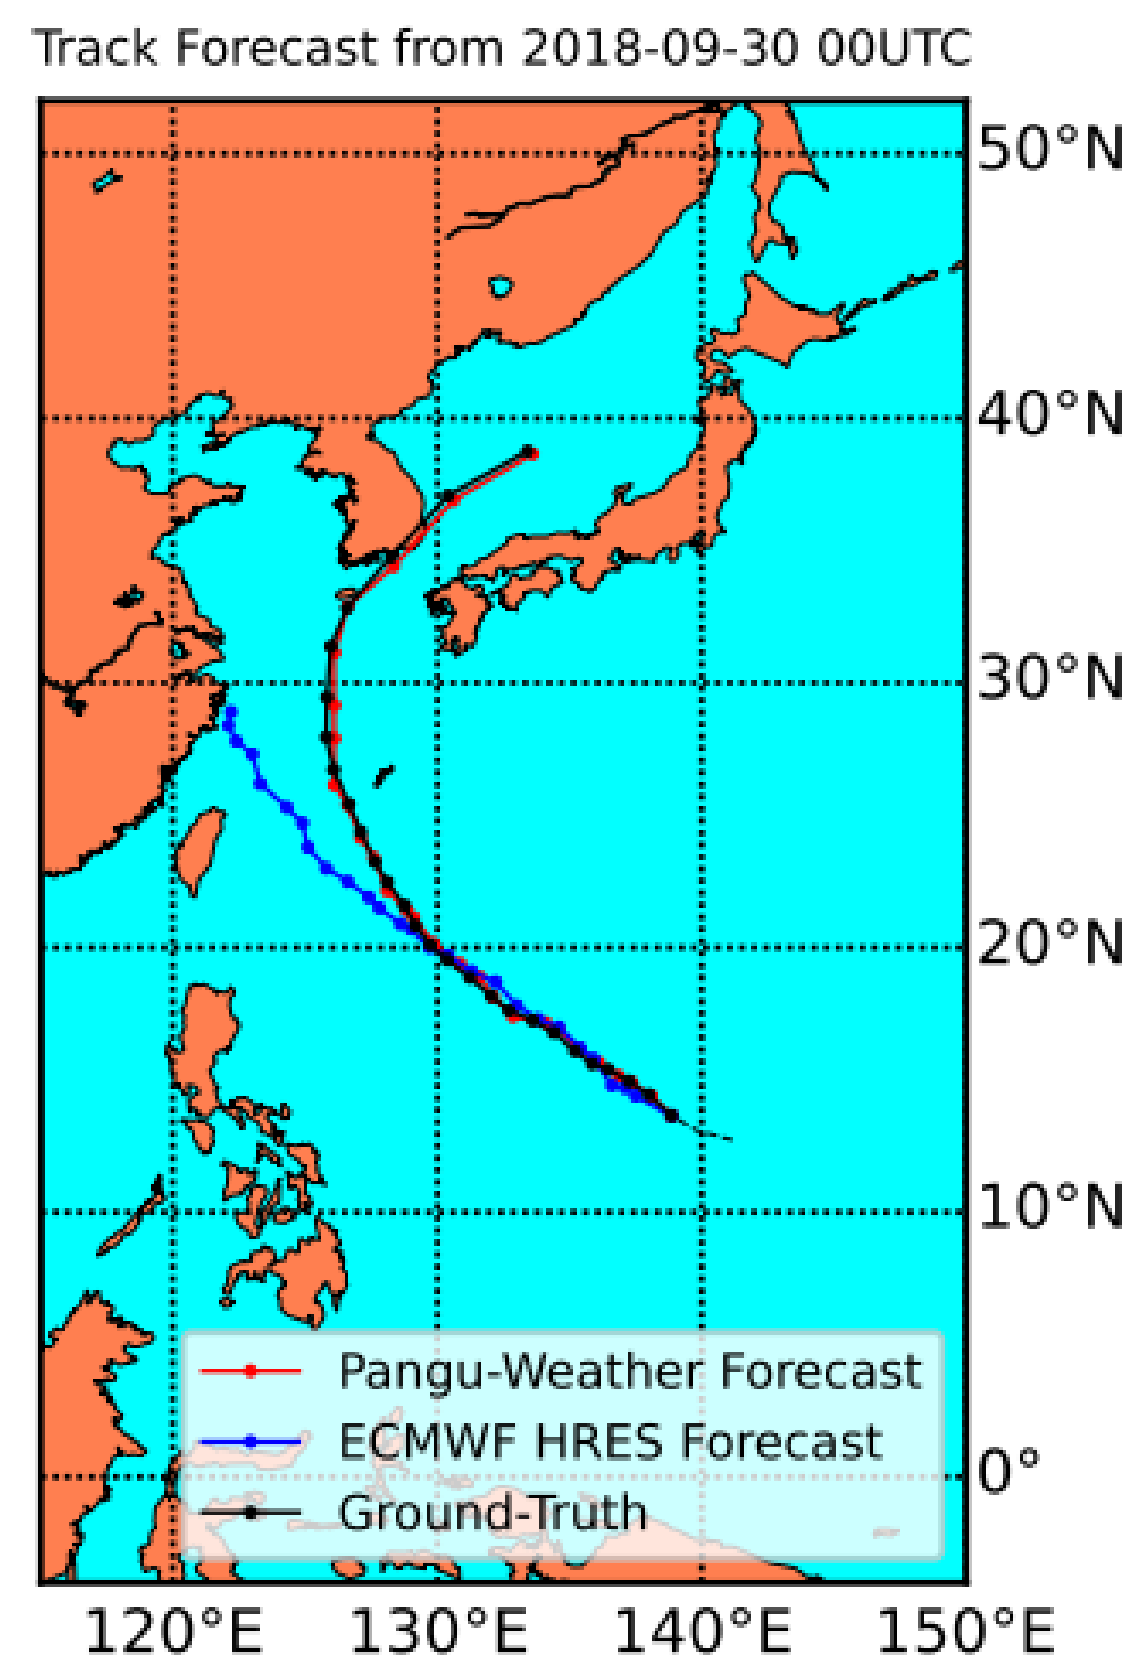 Track Forecast from 2018-09-30 00UTC
50°N
40°N
30°N
20°N
10°N
0°
Pangu-Weather Forecast
ECMWF HRES Forecast
Ground-Truth
120°E 130°E 140°E 150°E